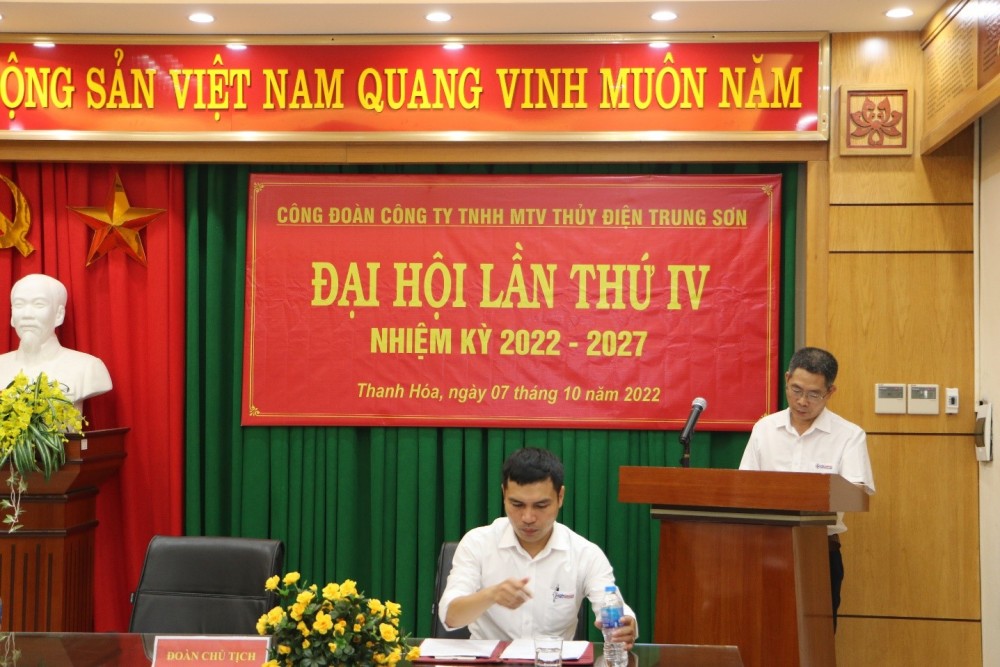 ỘNG SẢN VIỆT NAM QUANG VINH MUÔN NĂM
CÔNG ĐOÀN CÔNG TY TNHH MTV THỦY ĐIỆN TRUNG SƠN
ĐẠI HỘI LẦN THỨ IV
NHIỆM KỲ 2022 - 2027
Thanh Hóa, ngày 07 tháng 10 năm 2022
ĐOÀN CHỦ TỊCH